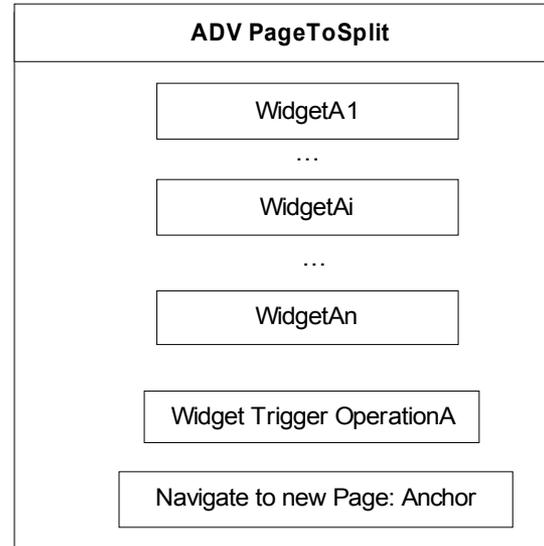 ADV PageToSplit
WidgetA1
...
WidgetAi
...
WidgetAn
Widget Trigger OperationA
Navigate to new Page: Anchor